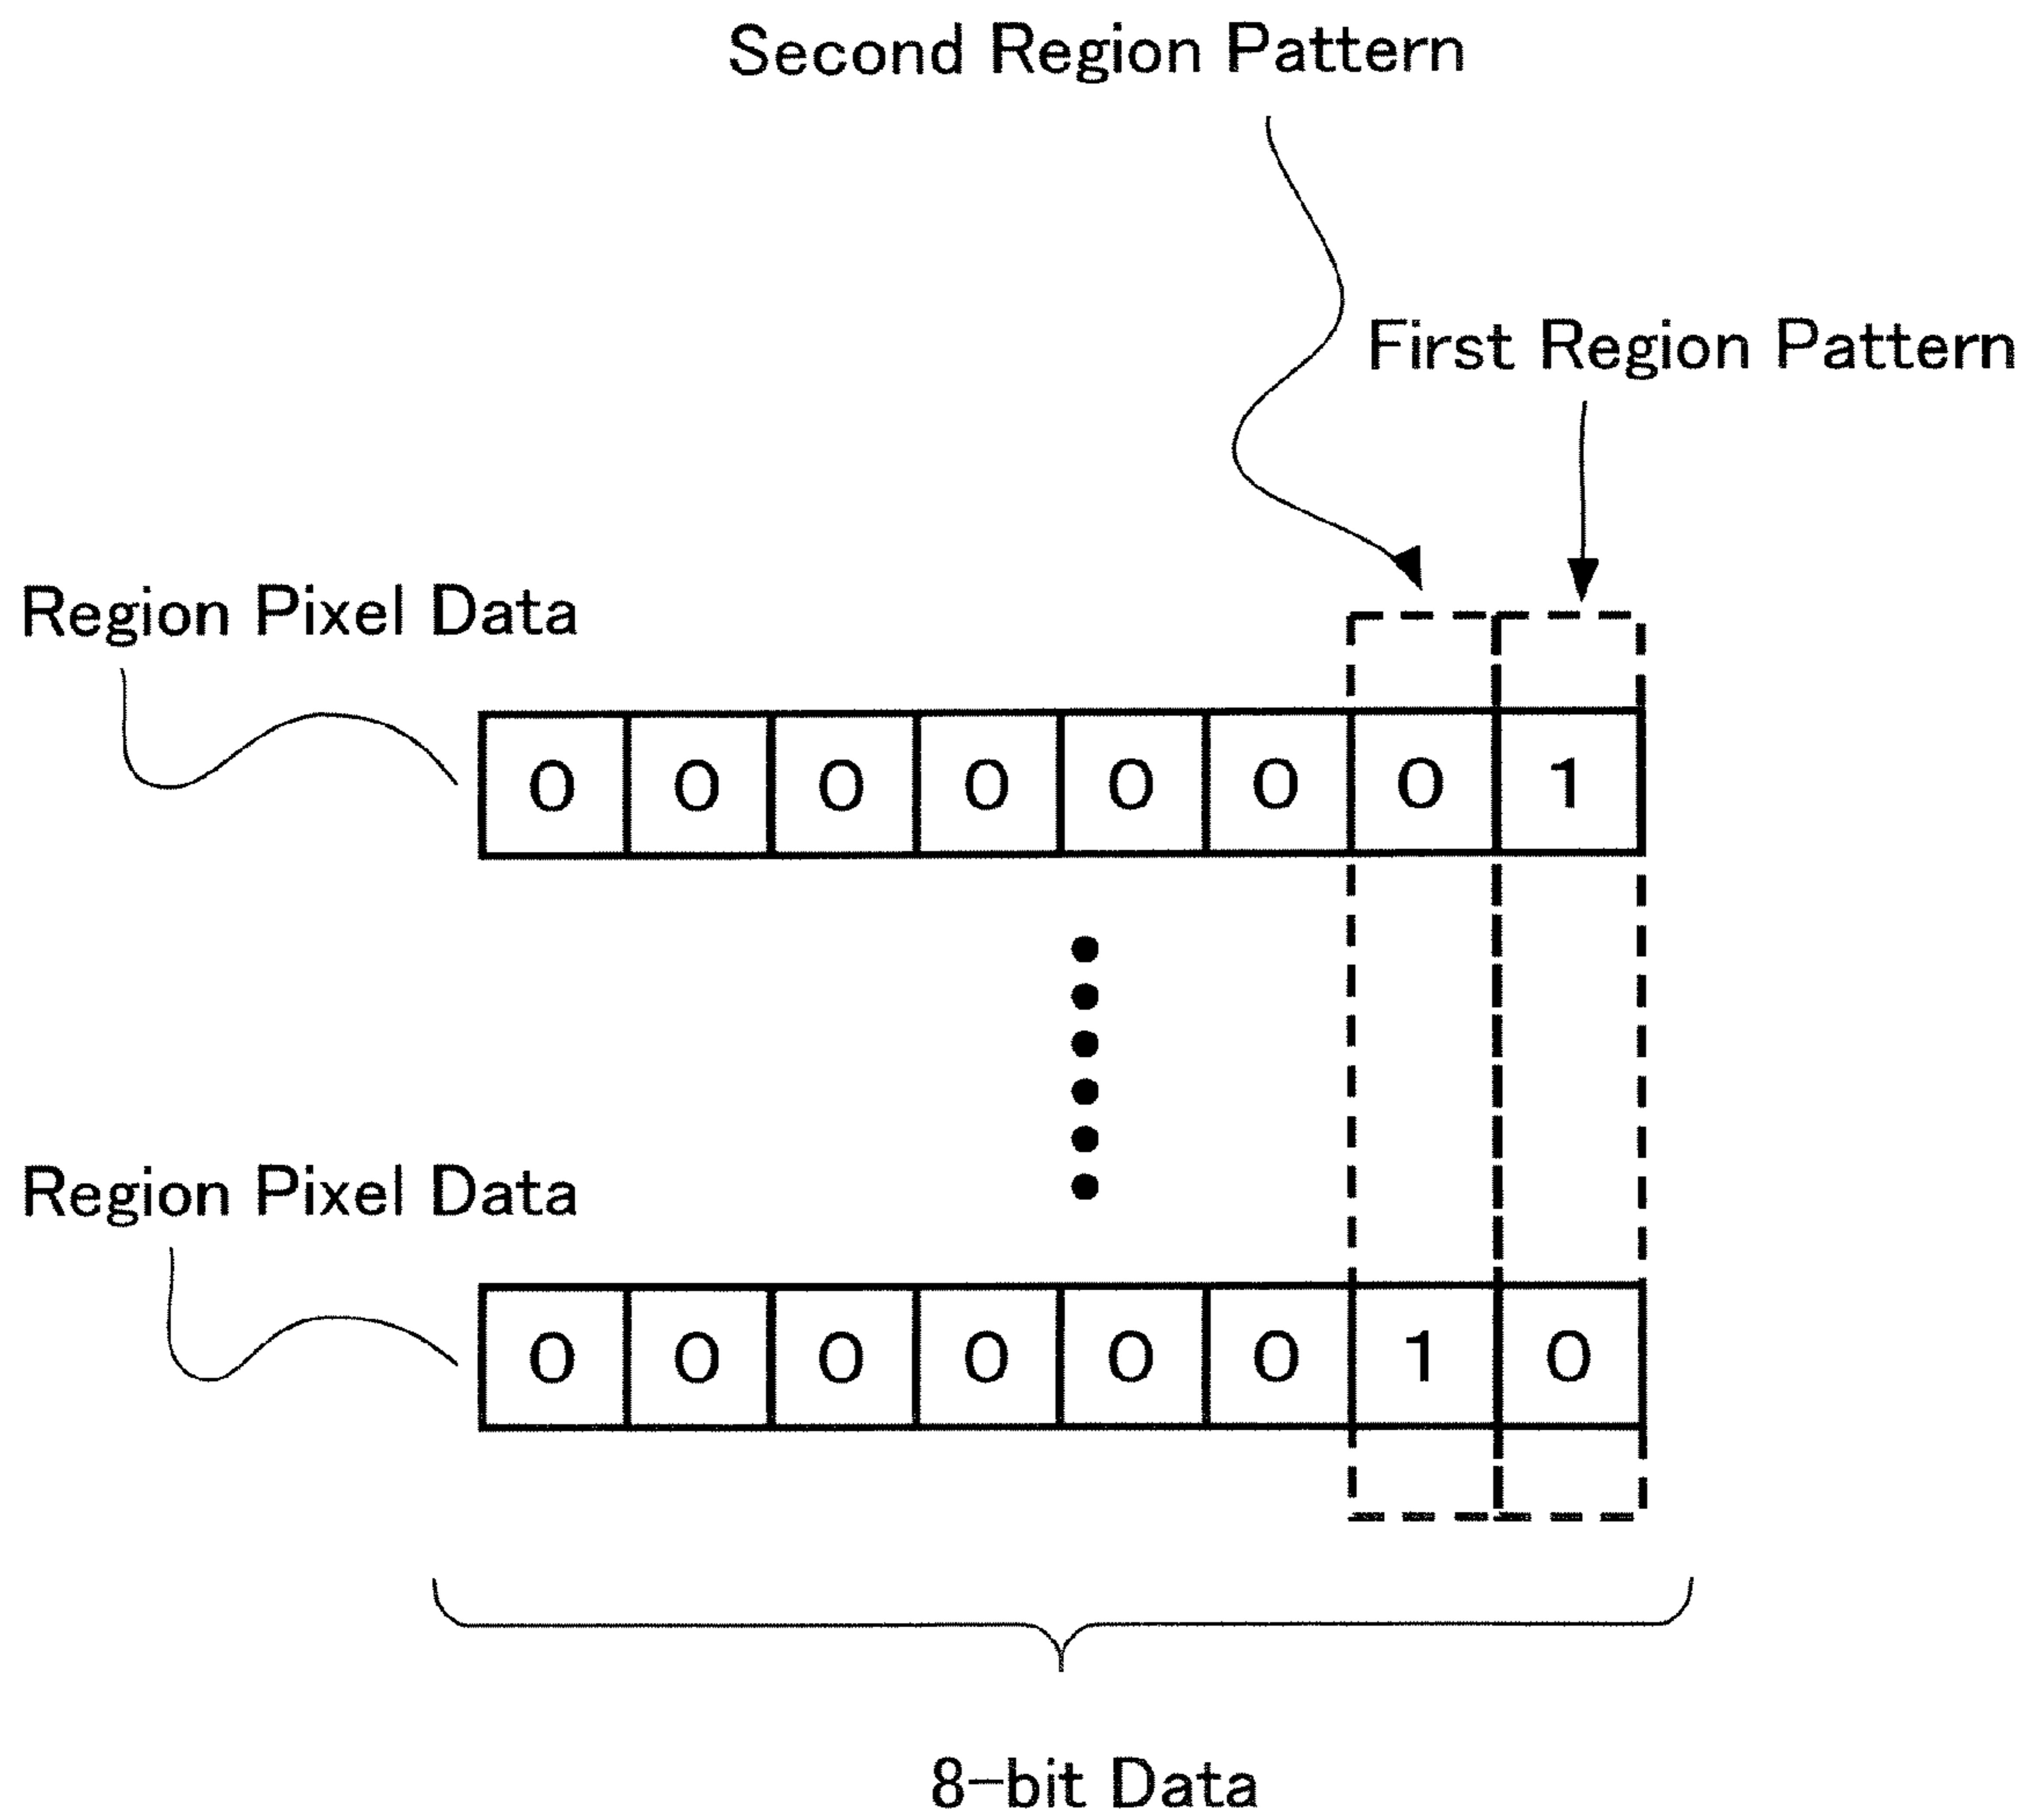 Second Region Pattern
First Region Pattern
Region Pixel Data
0 0 0 0 0 0 0 1
Region Pixel Data
0 0 0 0 0 0 1 0
8-bit Data